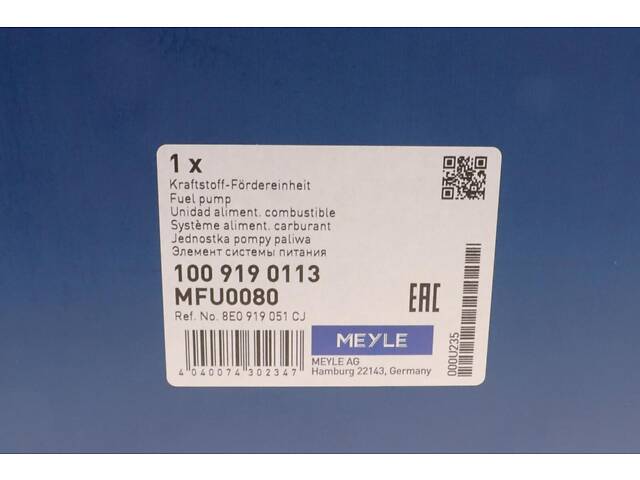 1 x
Kraftstoff-Fördereinheit
Fuel pump
Unidad aliment. combustible
Système aliment. carburant
Jednostka pompy paliwa
Элемент системы питания
100 919 0113
MFU0080
Ref. No. 8E0 919 051 CJ
EAC
MEYLE
MEYLE AG
Hamburg 22143, Germany
4 040074 302347
000U235